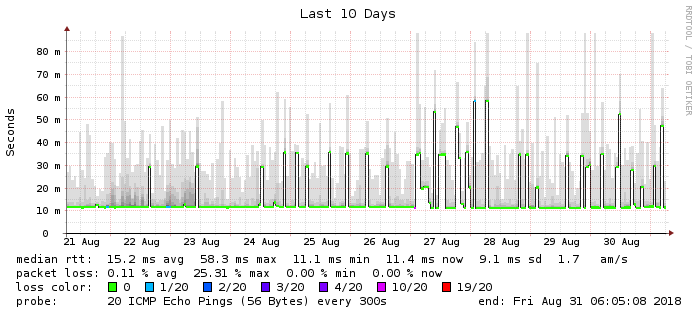 Last 10 Days
RRDTOOL / TOBI OETIKER
Seconds
80 m
70 m
60 m
50 m
40 m
30 m
20 m
10 m
0
21 Aug 22 Aug 23 Aug 24 Aug 25 Aug 26 Aug 27 Aug 28 Aug 29 Aug 30 Aug
median rtt: 15.2 ms avg 58.3 ms max 11.1 ms min 11.4 ms now 9.1 ms sd 1.7 am/s
packet loss: 0.11 % avg 25.31 % max 0.00 % min 0.00 % now
loss color: 0 1/20 2/20 3/20 4/20 10/20 19/20
probe: 20 ICMP Echo Pings (56 Bytes) every 300s end: Fri Aug 31 06:05:08 2018